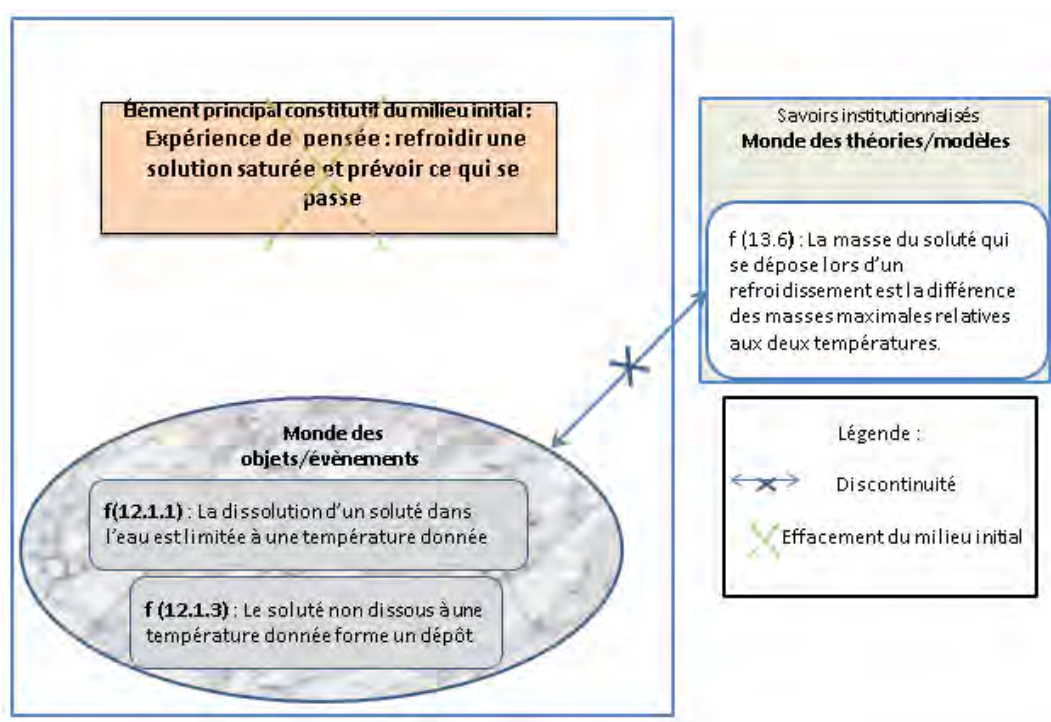 Élément principal constitutif du milieu initial :
Expérience de pensée : refroidir une
solution saturée et prévoir ce qui se
passe
Savoirs institutionnalisés
Monde des théories/modèles
f (13.6) : La masse du soluté qui
se dépose lors d'un
refroidissement est la différence
des masses maximales relatives
aux deux températures.
Monde des
objets/évènements
f(12.1.1) : La dissolution d'un soluté dans
l'eau est limitée à une température donnée
f (12.1.3) : Le soluté non dissous à une
température donnée forme un dépôt
Légende :
Discontinuité
Effacement du milieu initial